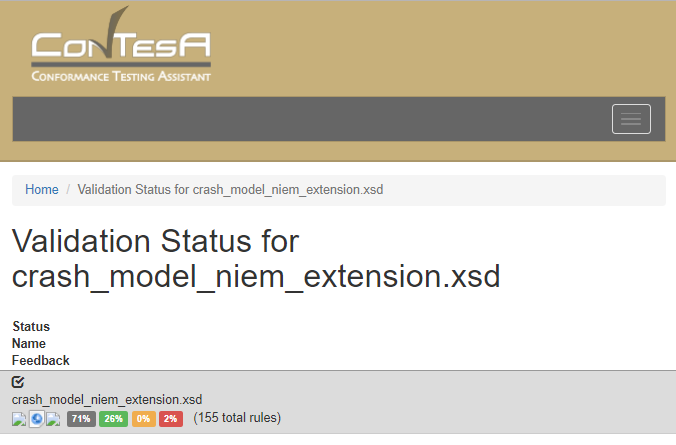 ConTesA
Conformance Testing Assistant
Home / Validation Status for crash_model_niem_extension.xsd
Validation Status for
crash_model_niem_extension.xsd
Status
Name
Feedback
crash_model_niem_extension.xsd
71% 26% 0% 2% (155 total rules)